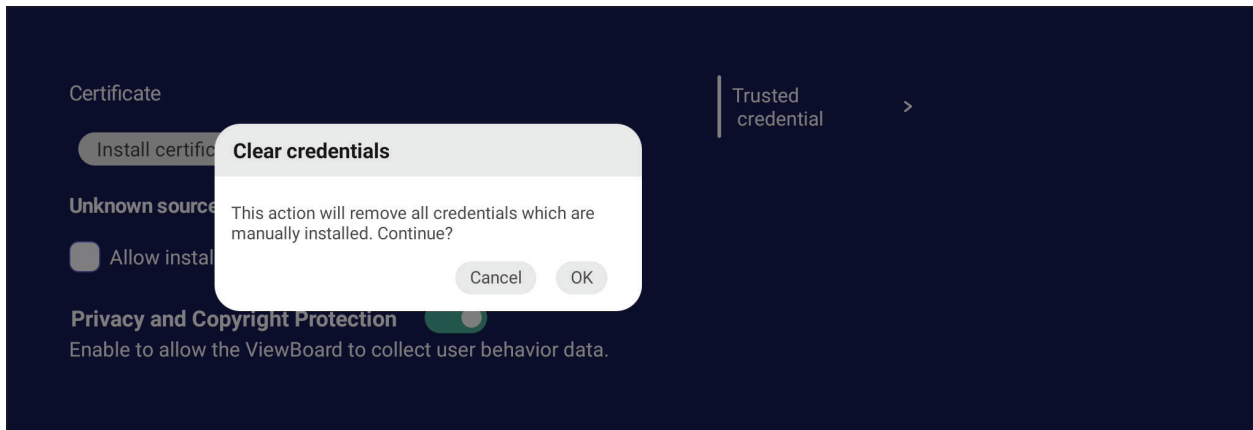 Certificate
Trusted
credential
>
Install certific
Clear credentials
Unknown source
This action will remove all credentials which are
manually installed. Continue?
Allow instal
Cancel
OK
Privacy and Copyright Protection
Enable to allow the ViewBoard to collect user behavior data.